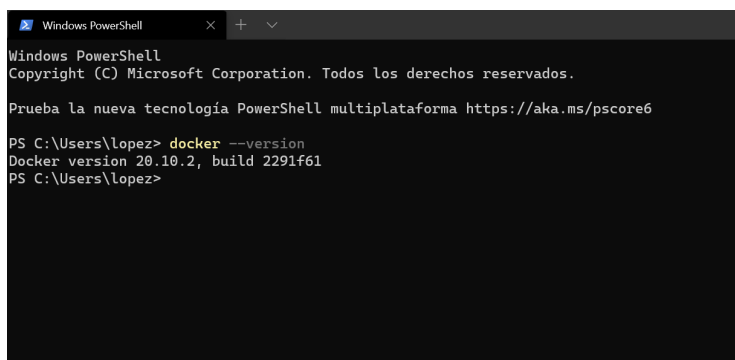 Windows PowerShell
Windows PowerShell
Copyright (C) Microsoft Corporation. Todos los derechos reservados.
Prueba la nueva tecnología PowerShell multiplataforma https://aka.ms/pscore6
PS C:\Users\lopez> docker --version
Docker version 20.10.2, build 2291f61
PS C:\Users\lopez>